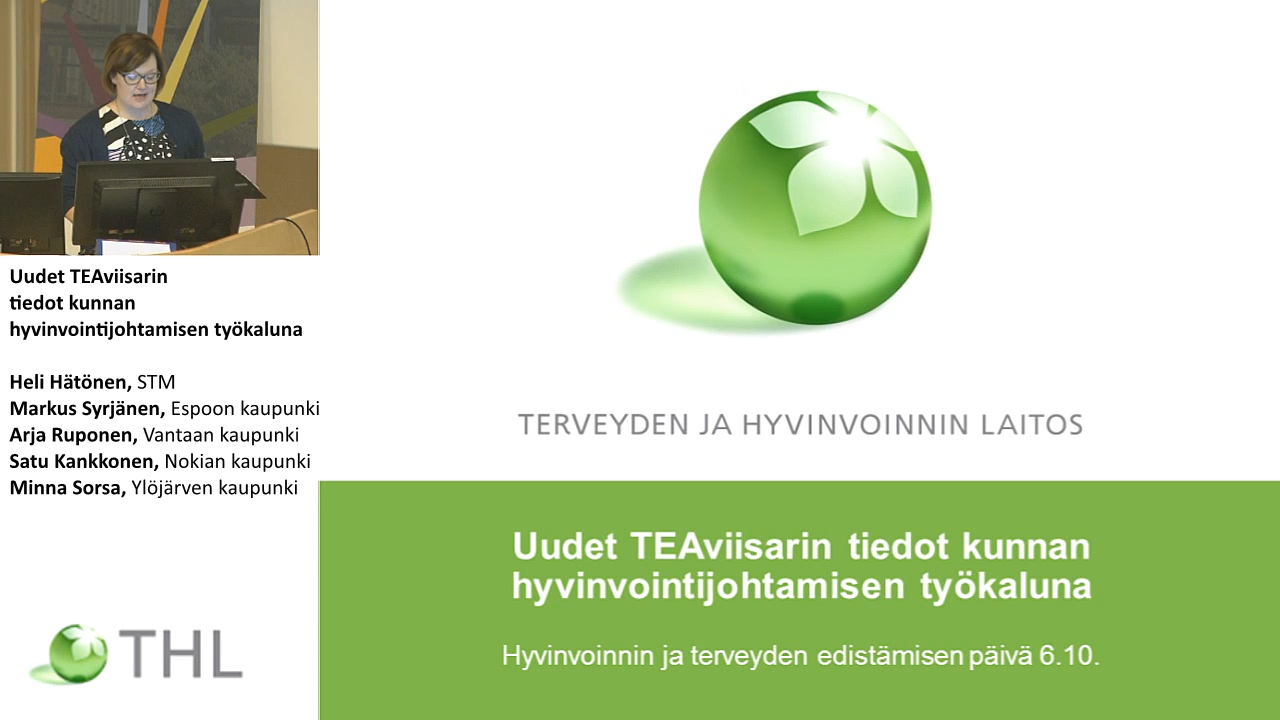 Uudet TEAviisarin
tiedot kunnan
hyvinvointijohtamisen työkaluna
Heli Hätönen, STM
Markus Syrjänen, Espoon kaupunki
Arja Ruponen, Vantaan kaupunki
Satu Kankkonen, Nokian kaupunki
Minna Sorsa, Ylöjärven kaupunki
THL
TERVEYDEN JA HYVINVOINNIN LAITOS
Uudet TEAviisarin tiedot kunnan
hyvinvointijohtamisen työkaluna
Hyvinvoinnin ja terveyden edistämisen päivä 6.10.